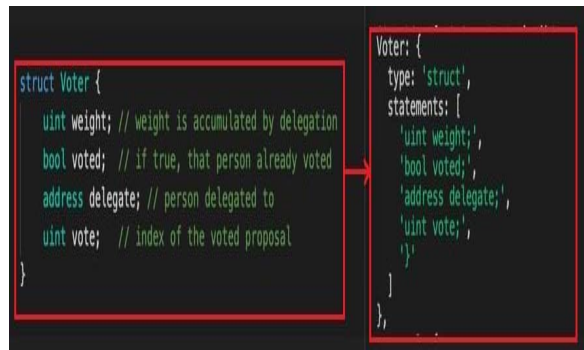 struct Voter {
uint weight; // weight is accumulated by delegation
bool voted; // if true, that person already voted
address delegate; // person delegated to
uint vote; // index of the voted proposal
}
Voter: {
type: 'struct',
statements: [
'uint weight;',
'bool voted;',
'address delegate;',
'uint vote;',
'}'
]
},